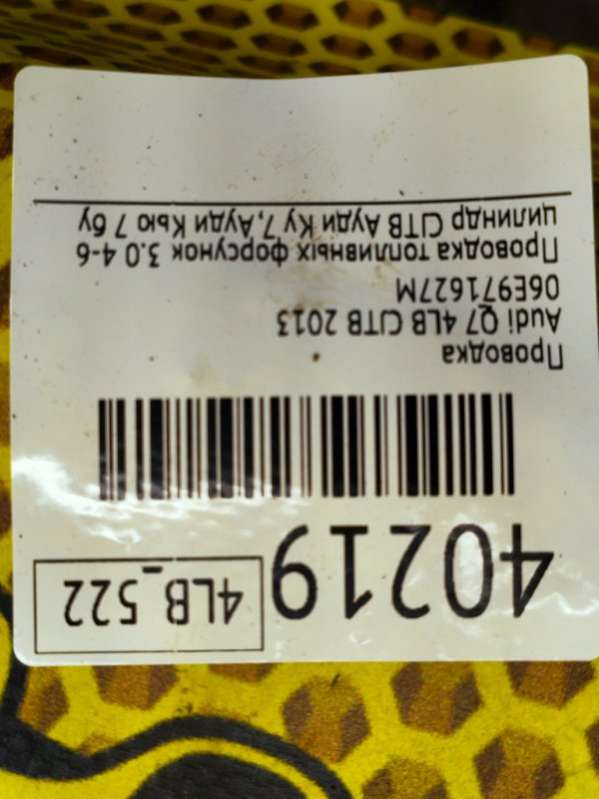 40219
4LB_522
Проводка
Audi Q7 4LB CJTB 2013
06E971627M
Проводка топливных форсунок 3.0 4-6
цилиндр CJTB Ауди Ку 7,Ауди Кью 7 бу